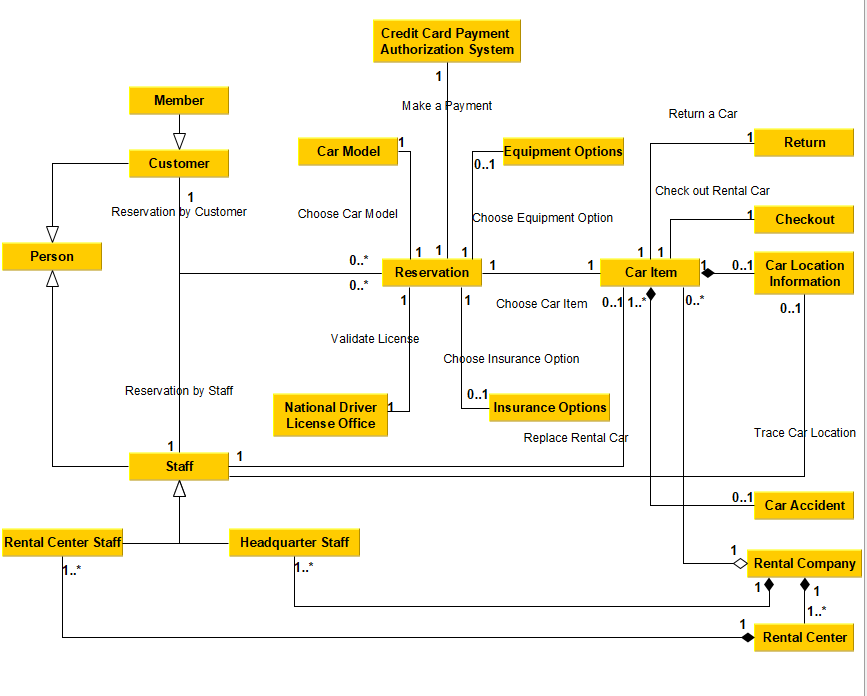 Credit Card Payment
Authorization System
1
Make a Payment
Member
Return a Car
Car Model
1
Equipment Options
0..1
1
Return
Customer
1
Reservation by Customer
Choose Car Model
Choose Equipment Option
Check out Rental Car
1
Checkout
Person
0..*
0..*
1
1
1
Reservation
1
1
Choose Car Item
1
1
Car Item
1
0..1
Car Location
Information
0..1
1
1
0..1
1..*
0..*
Validate License
Choose Insurance Option
Reservation by Staff
National Driver
License Office
1
0..1
Insurance Options
Replace Rental Car
Trace Car Location
1
Staff
1
0..1
Car Accident
Rental Center Staff
Headquarter Staff
1..*
1..*
1
Rental Company
1
1
1..*
1
Rental Center